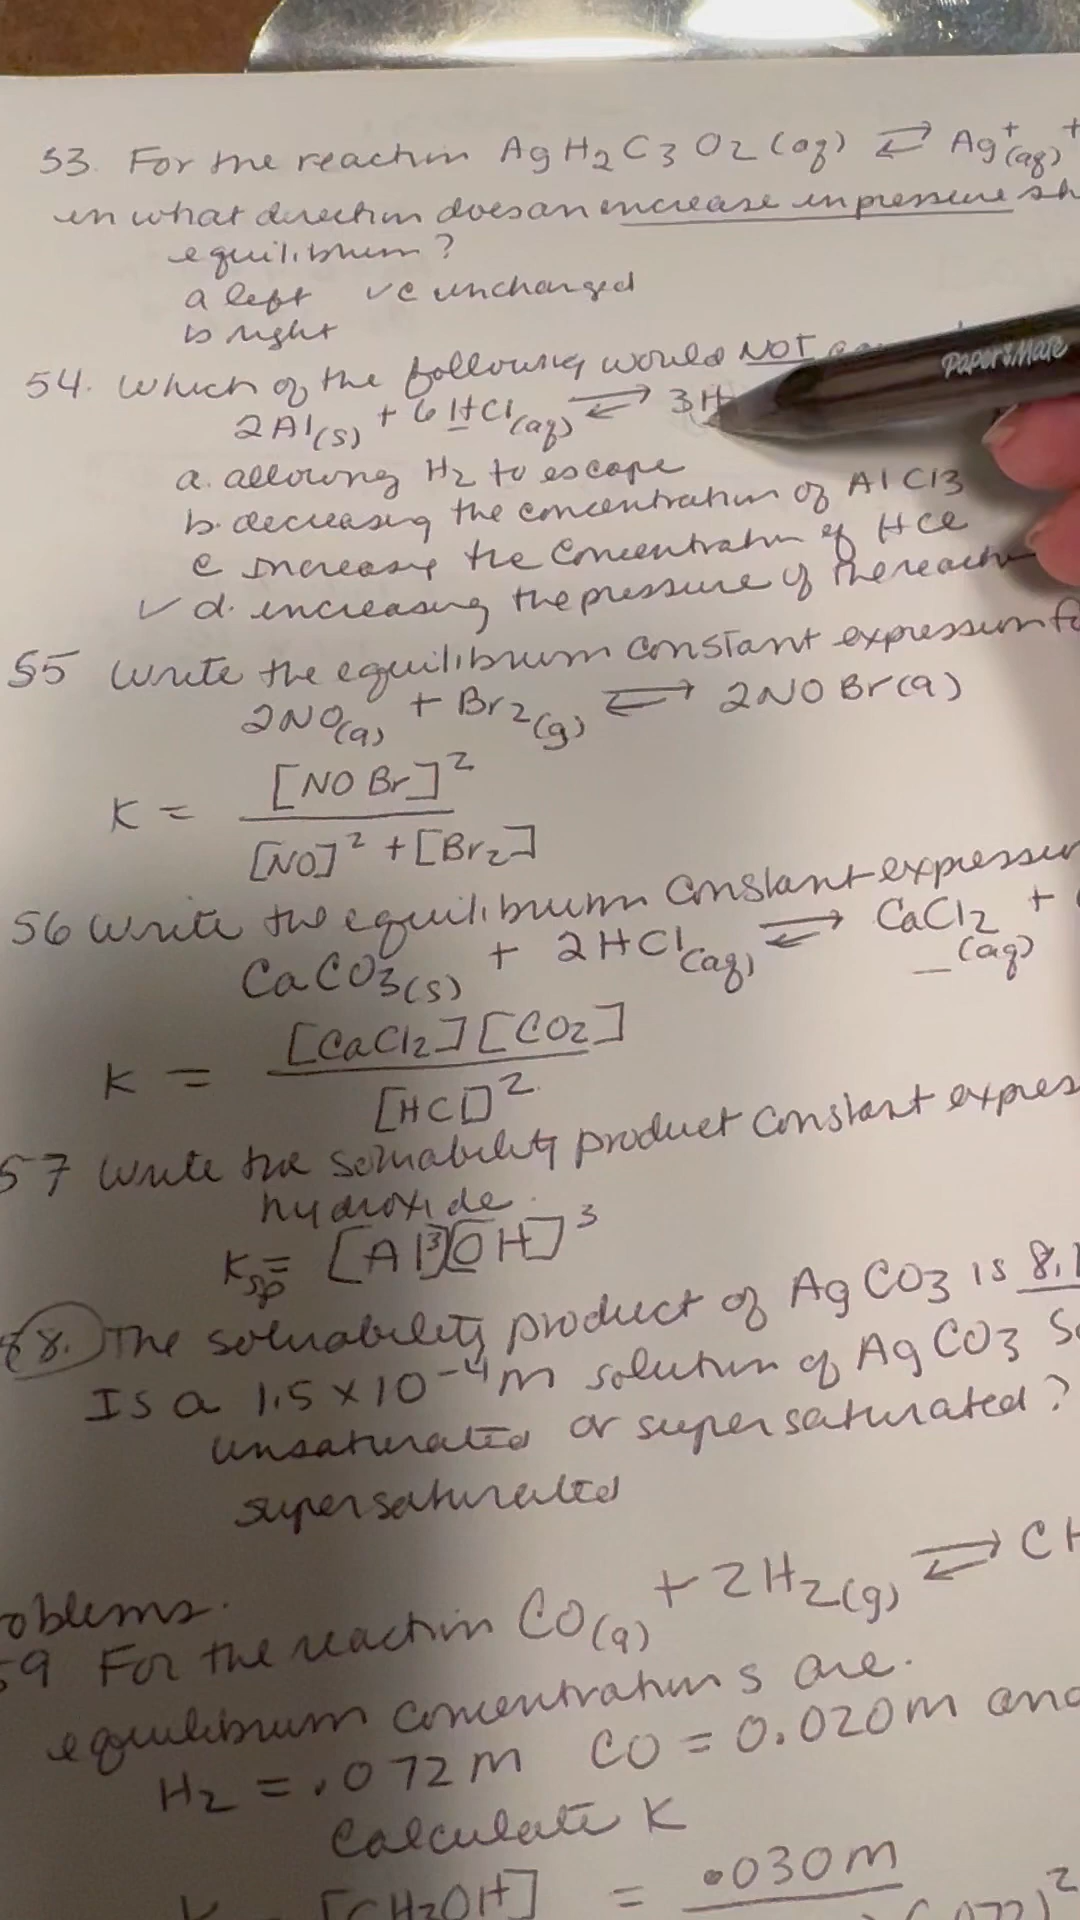 53. For the reaction AgH2C3O2(aq) ⇌ Ag+(aq) +
in what direction does an increase in pressure sh
equilibrium?
a left ✓c unchanged
b right
54. Which of the following would NOT
2Al(s) + 6HCl(aq) ⇌ 3H
PaperMate
a. allowing H2 to escape
b. decreasing the concentration of AlCl3
c increasing the concentration of HCl
✓ d. increasing the pressure of the reaction
55 Write the equilibrium constant expression fo
2NO(g) + Br2(g) ⇌ 2NOBr(g)
K = [NOBr]²
[NO]² + [Br2]
56 Write the equilibrium constant expression
CaCO3(s) + 2HCl(aq) ⇌ CaCl2(aq) +
K = [CaCl2][CO2]
[HCl]²
57 Write the soluability product constant expres
hydroxide.
Ksp = [Al³][OH]³
58. The soluability product of AgCO3 is 8.1
Is a 1.5 x 10⁻⁴ m solution of AgCO3 Sa
unsaturated or supersaturated?
supersaturated
oblems.
59 For the reaction CO(g) + 2H2(g) ⇌ CH
equilibrium concentrations are.
H2 = .072 m CO = 0.020 m and
Calculate K
K = [CH3OH] = .030 m
(.072)²